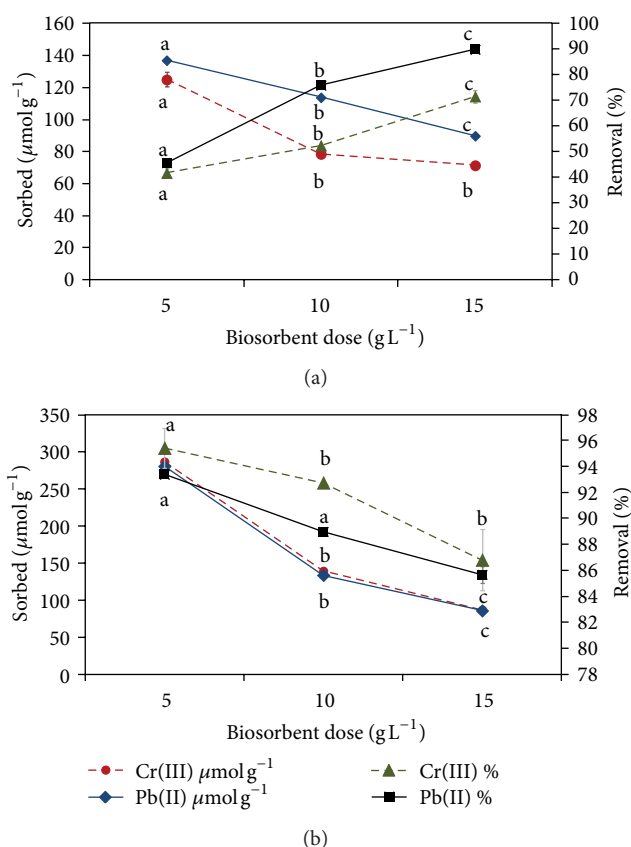 160
140
120
100
80
60
40
20
0
Sorbed (μmol g⁻¹)
100
90
80
70
60
50
40
30
20
10
0
Removal (%)
a
a
a
a
b
b
b
b
c
c
c
b
5 10 15
Biosorbent dose (g L⁻¹)
(a)
350
300
250
200
150
100
50
0
Sorbed (μmol g⁻¹)
98
96
94
92
90
88
86
84
82
80
78
Removal (%)
a
a
b
a
b
b
b
c
c
5 10 15
Biosorbent dose (g L⁻¹)
Cr(III) μmol g⁻¹
Pb(II) μmol g⁻¹
Cr(III) %
Pb(II) %
(b)